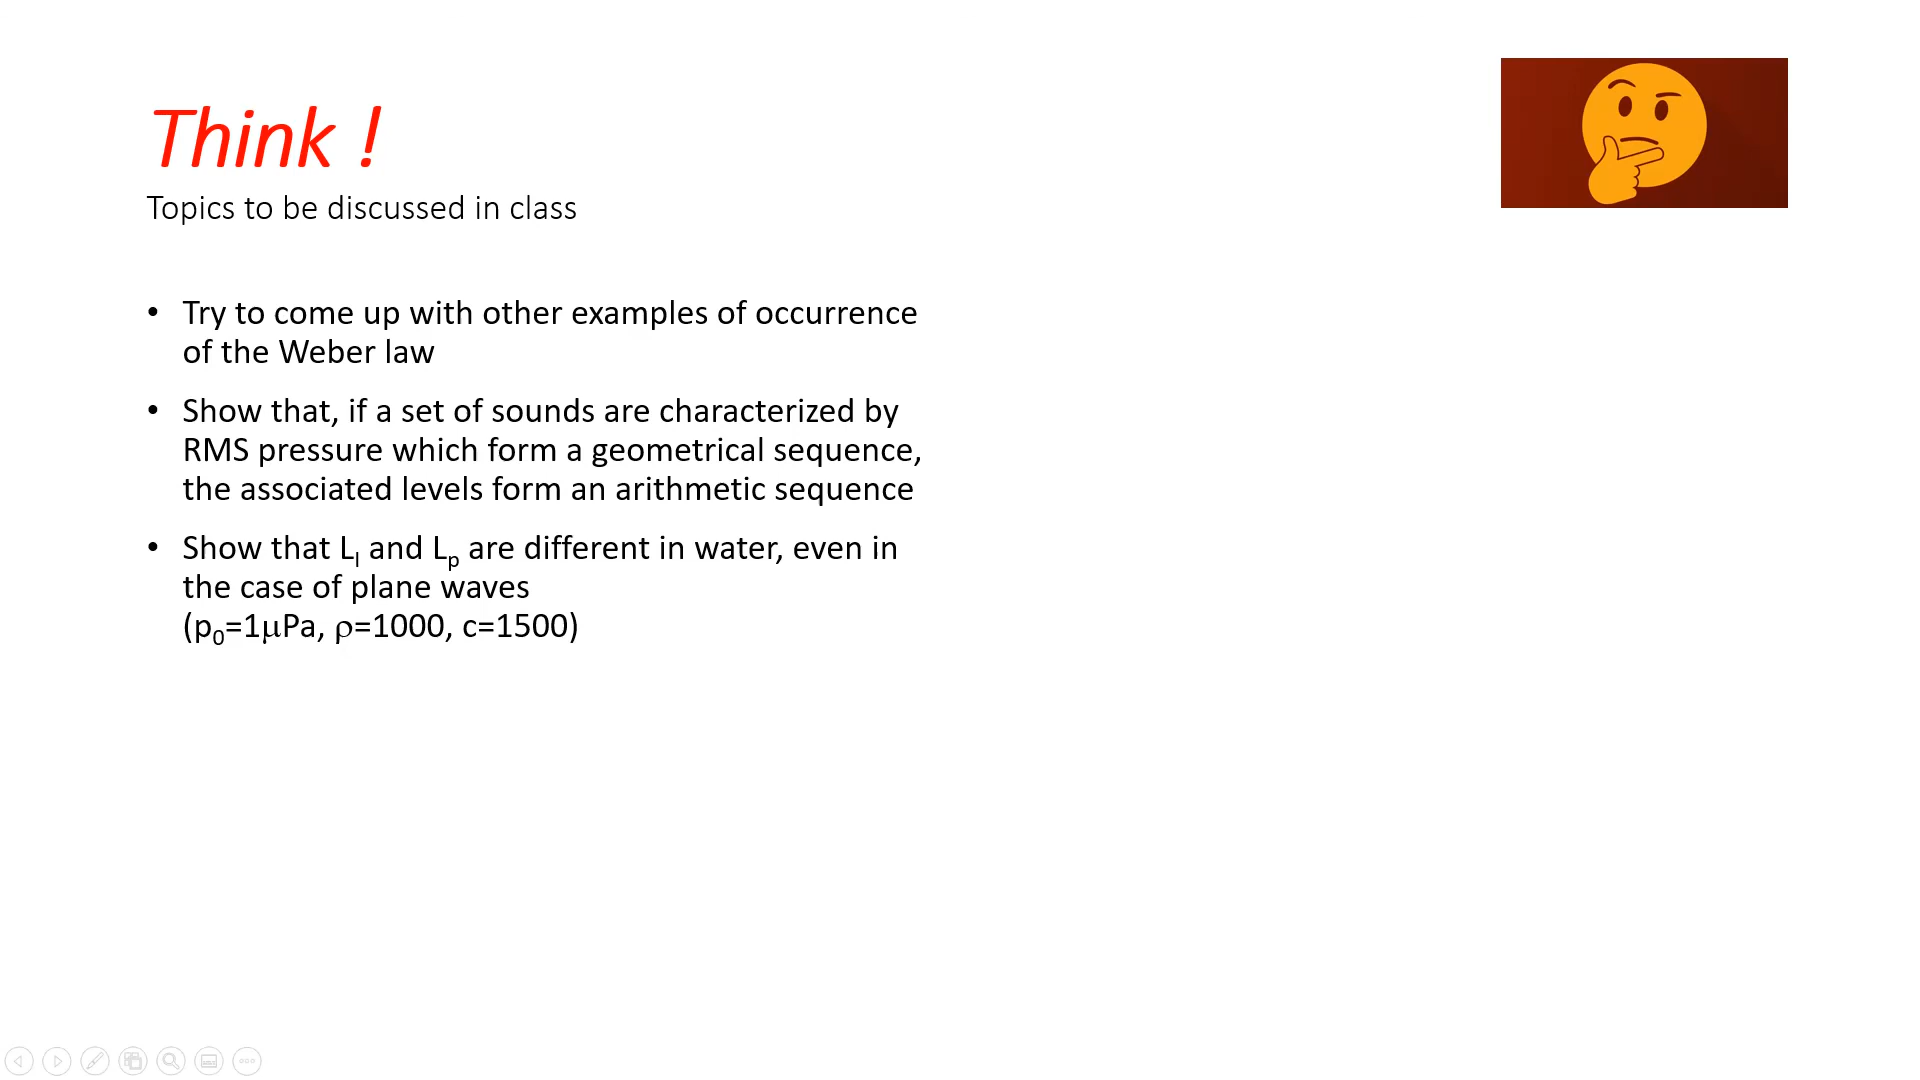 Think !
Topics to be discussed in class
• Try to come up with other examples of occurrence
of the Weber law
• Show that, if a set of sounds are characterized by
RMS pressure which form a geometrical sequence,
the associated levels form an arithmetic sequence
• Show that L_I and L_p are different in water, even in
the case of plane waves
(p_0=1μPa, ρ=1000, c=1500)